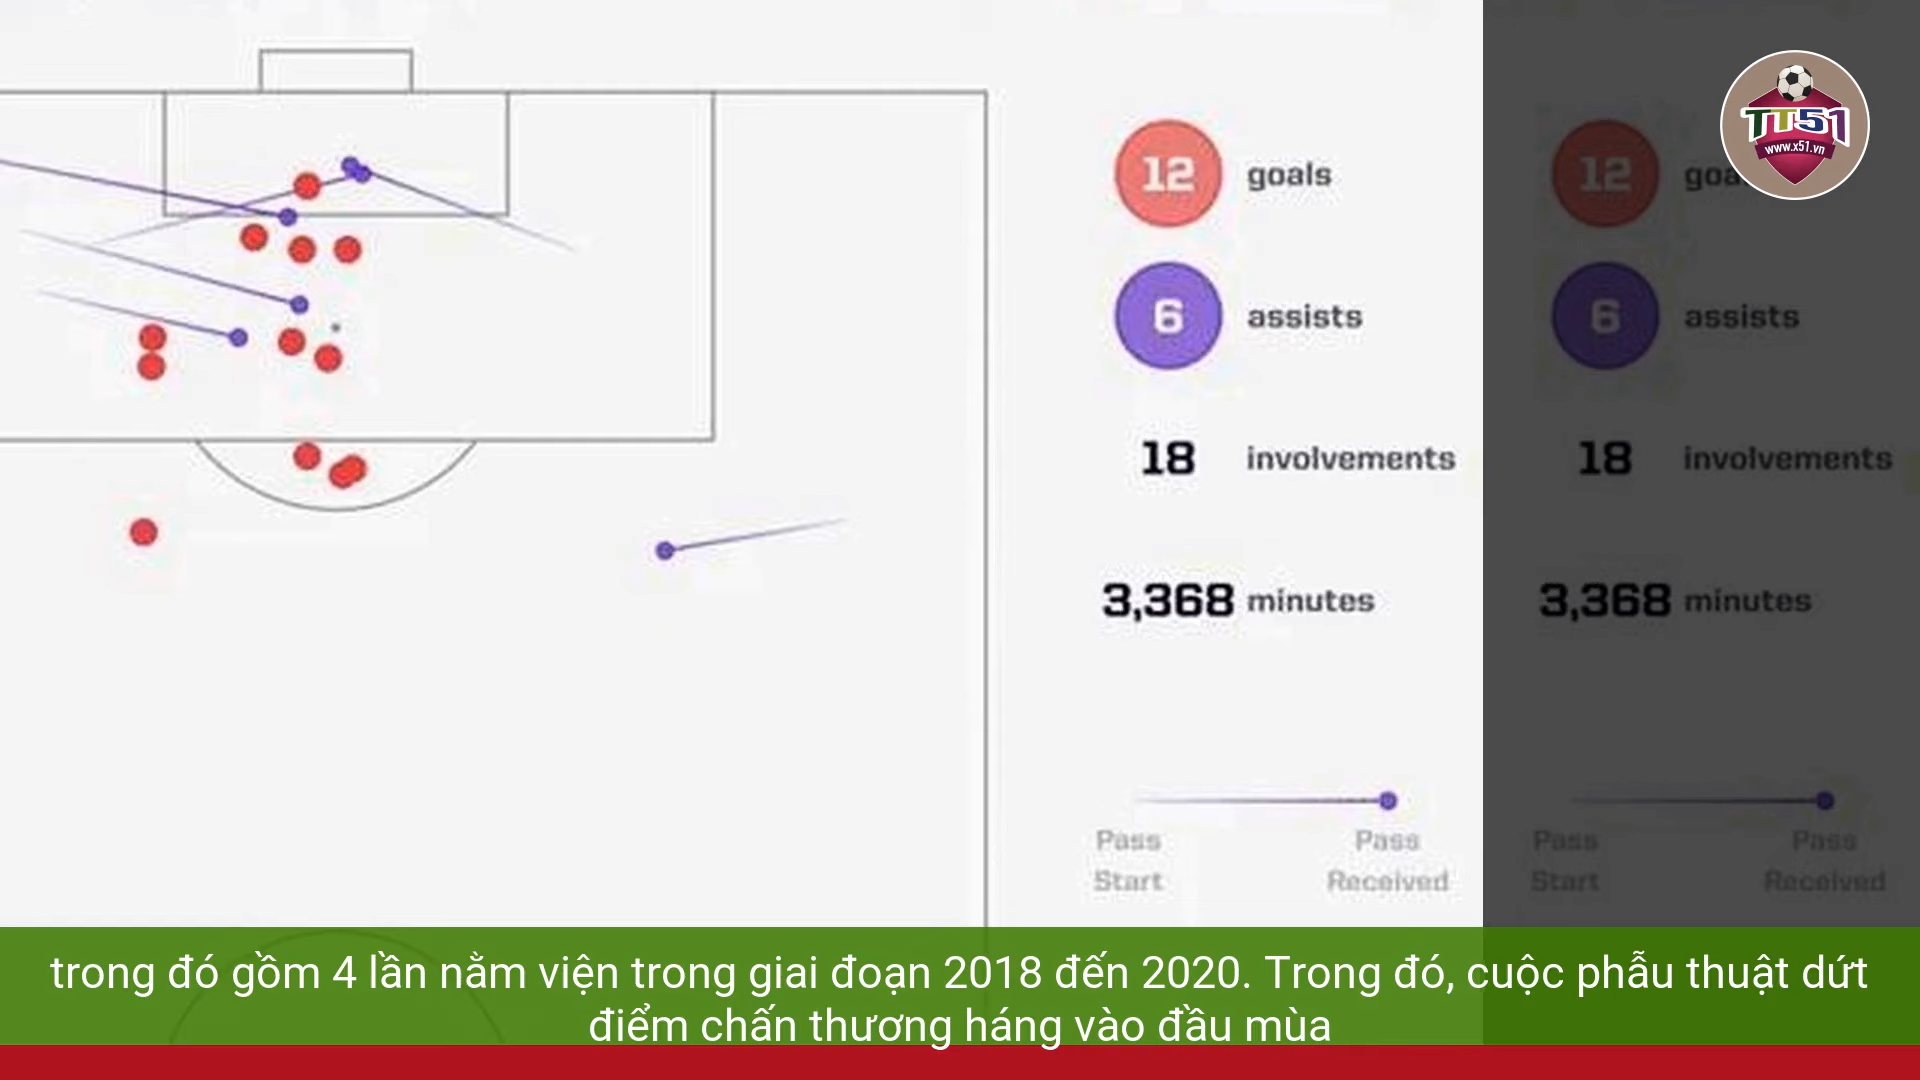 12 goals
6 assists
18 involvements
3,368 minutes
Pass Start
Pass Received
12
6 assists
18 involvements
3,368 minutes
Pass Start
Pass Received
TT51
www.x51.vn
trong đó gồm 4 lần nằm viện trong giai đoạn 2018 đến 2020. Trong đó, cuộc phẫu thuật dứt
điểm chấn thương háng vào đầu mùa